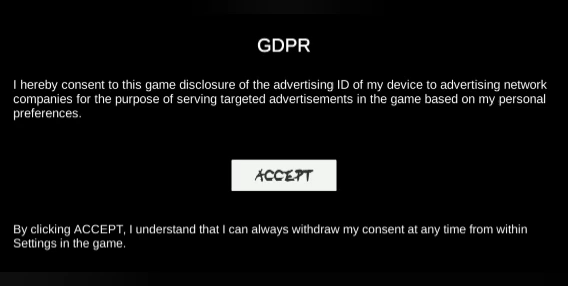 GDPR
I hereby consent to this game disclosure of the advertising ID of my device to advertising network
companies for the purpose of serving targeted advertisements in the game based on my personal
preferences.
ACCEPT
By clicking ACCEPT, I understand that I can always withdraw my consent at any time from within
Settings in the game.